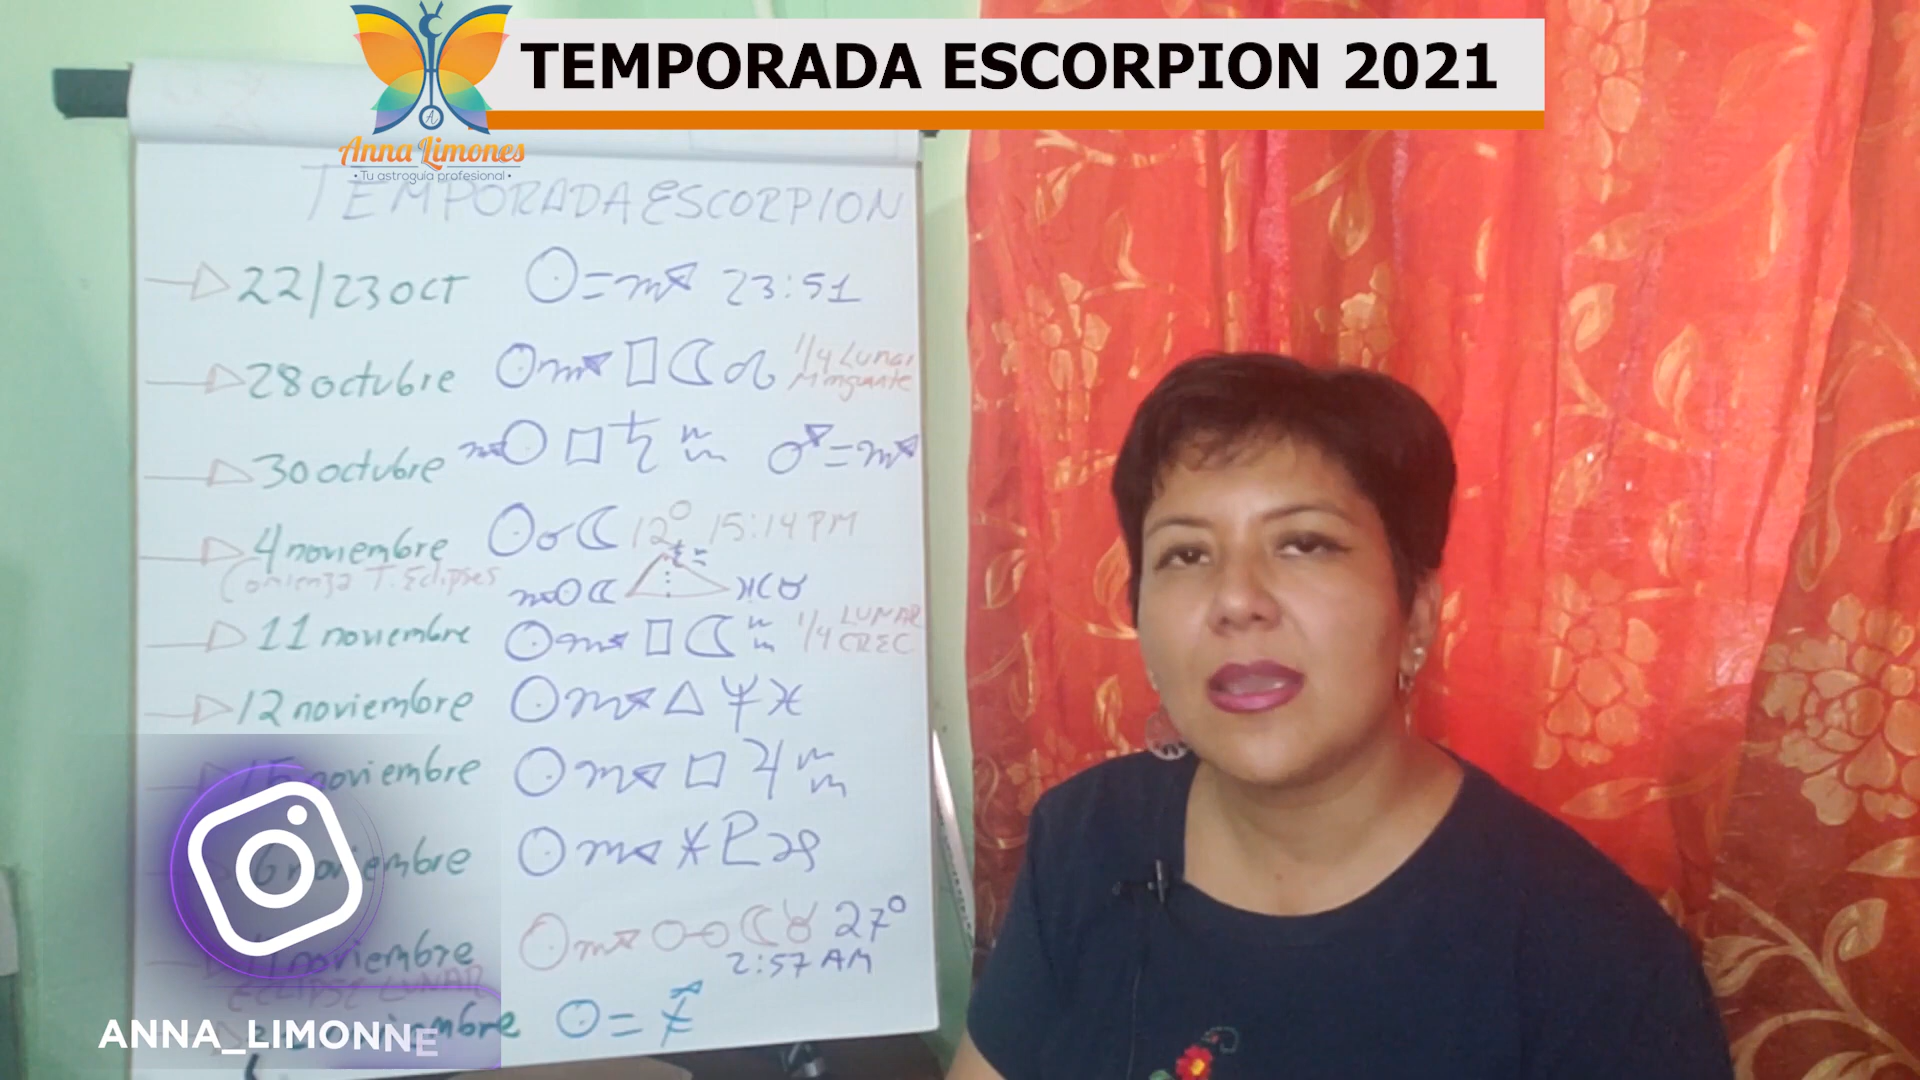 TEMPORADA ESCORPION 2021
Anna Limones
• Tu astroguía profesional •
TEMPORADA ESCORPION
22/23 OCT 23:51
28 octubre 1/4 Lunar
Minguante
30 octubre
4 noviembre 12° 15:14 PM
Comienza T. Eclipses
11 noviembre 1/4 LUNAR
CREC
12 noviembre
15 noviembre
noviembre
noviembre 27°
2:57 AM
ECLIPSE LUNAR
ANNA_LIMONNE